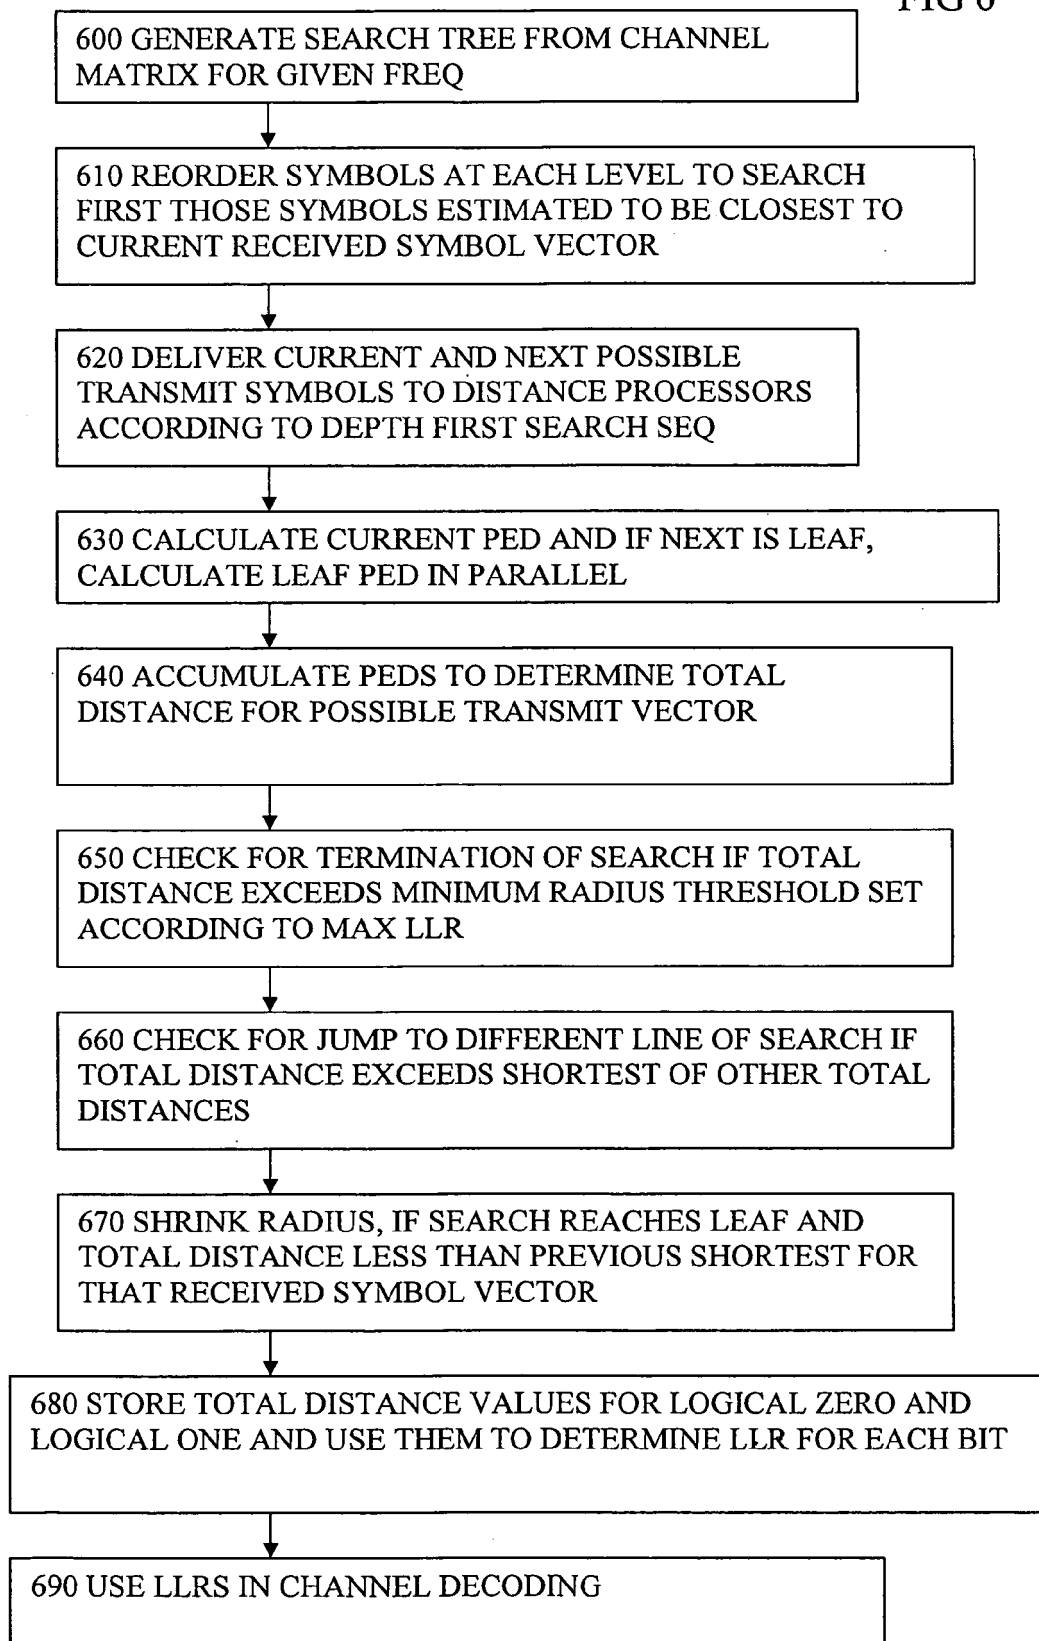 FIG 6
600 GENERATE SEARCH TREE FROM CHANNEL
MATRIX FOR GIVEN FREQ
610 REORDER SYMBOLS AT EACH LEVEL TO SEARCH
FIRST THOSE SYMBOLS ESTIMATED TO BE CLOSEST TO
CURRENT RECEIVED SYMBOL VECTOR
620 DELIVER CURRENT AND NEXT POSSIBLE
TRANSMIT SYMBOLS TO DISTANCE PROCESSORS
ACCORDING TO DEPTH FIRST SEARCH SEQ
630 CALCULATE CURRENT PED AND IF NEXT IS LEAF,
CALCULATE LEAF PED IN PARALLEL
640 ACCUMULATE PEDS TO DETERMINE TOTAL
DISTANCE FOR POSSIBLE TRANSMIT VECTOR
650 CHECK FOR TERMINATION OF SEARCH IF TOTAL
DISTANCE EXCEEDS MINIMUM RADIUS THRESHOLD SET
ACCORDING TO MAX LLR
660 CHECK FOR JUMP TO DIFFERENT LINE OF SEARCH IF
TOTAL DISTANCE EXCEEDS SHORTEST OF OTHER TOTAL
DISTANCES
670 SHRINK RADIUS, IF SEARCH REACHES LEAF AND
TOTAL DISTANCE LESS THAN PREVIOUS SHORTEST FOR
THAT RECEIVED SYMBOL VECTOR
680 STORE TOTAL DISTANCE VALUES FOR LOGICAL ZERO AND
LOGICAL ONE AND USE THEM TO DETERMINE LLR FOR EACH BIT
690 USE LLRS IN CHANNEL DECODING